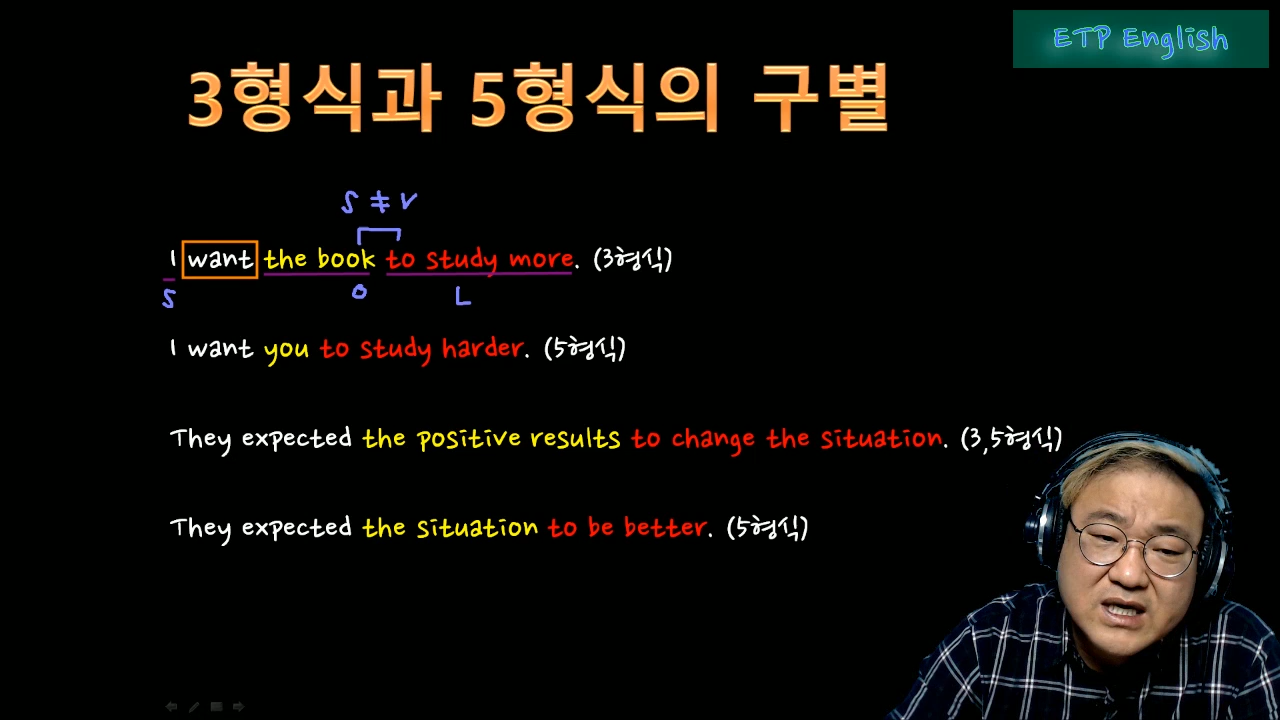 ETP English
3형식과 5형식의 구별
S ≠ V
I want the book to study more. (3형식)
S O L
I want you to study harder. (5형식)
They expected the positive results to change the situation. (3,5형식)
They expected the situation to be better. (5형식)